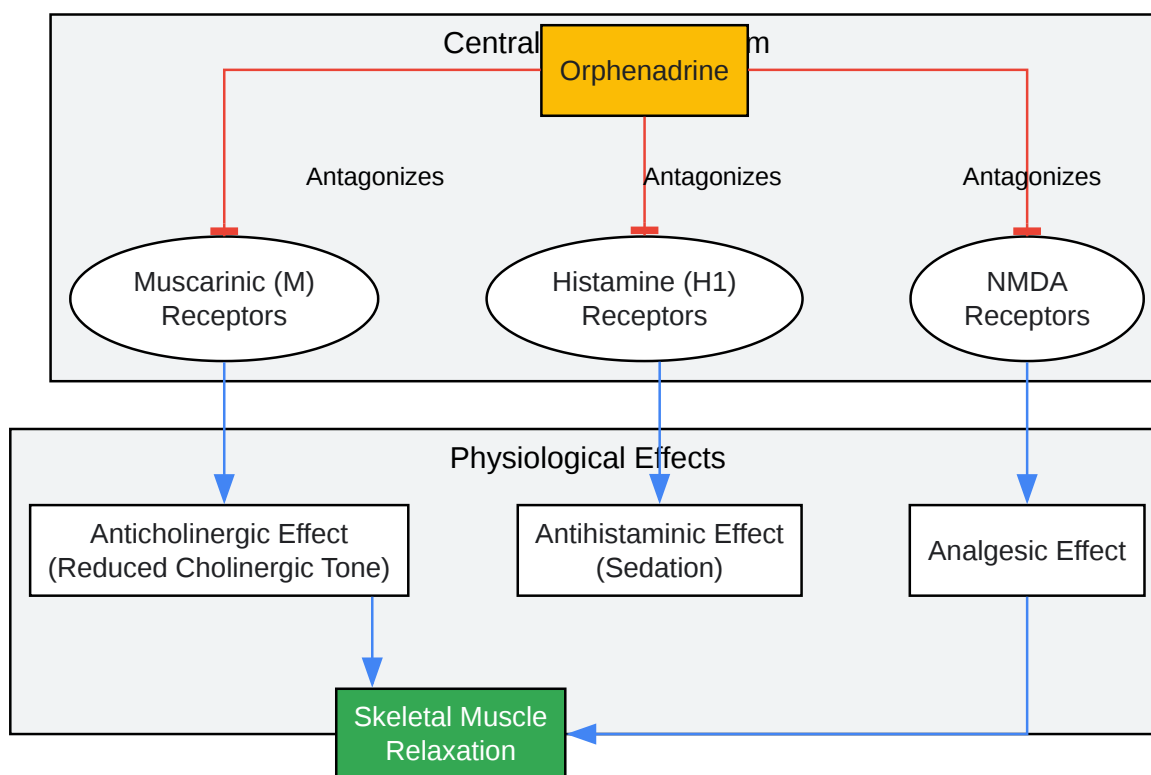 Central m
Orphenadrine
Antagonizes
Antagonizes
Antagonizes
Muscarinic (M)
Receptors
Histamine (H1)
Receptors
NMDA
Receptors
Physiological Effects
Anticholinergic Effect
(Reduced Cholinergic Tone)
Antihistaminic Effect
(Sedation)
Analgesic Effect
Skeletal Muscle
Relaxation